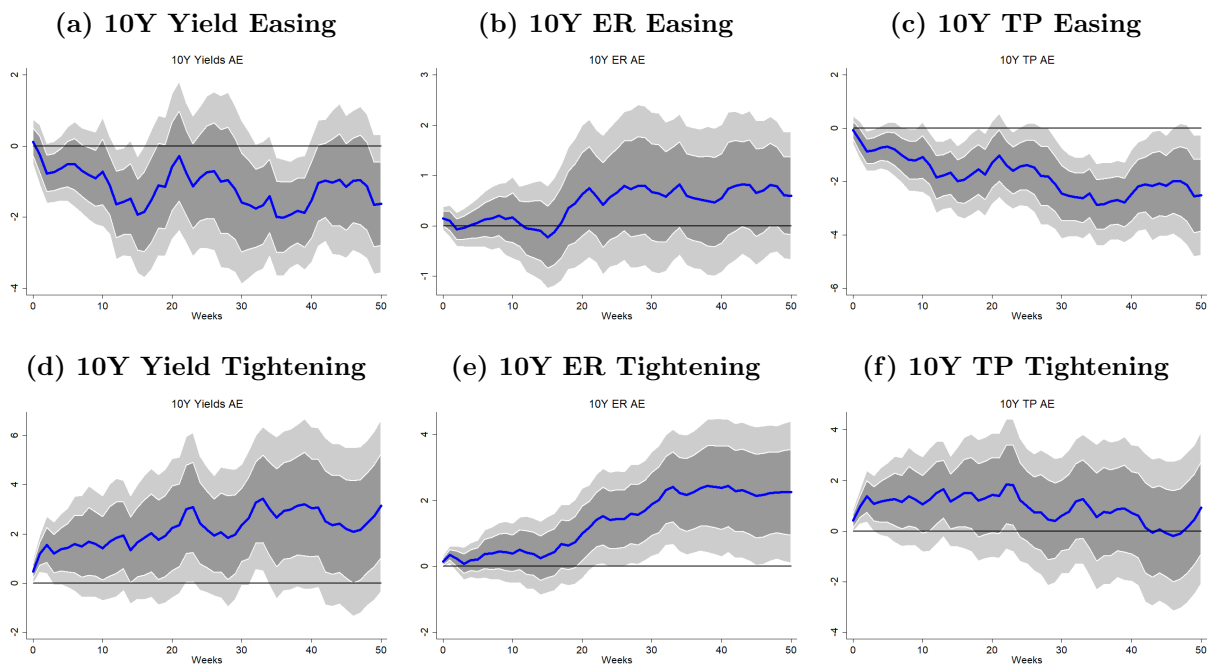 (a) 10Y Yield Easing
10Y Yields AE
2
0
-2
-4
0 10 20 30 40 50
Weeks
(b) 10Y ER Easing
10Y ER AE
3
2
1
0
-1
0 10 20 30 40 50
Weeks
(c) 10Y TP Easing
10Y TP AE
2
0
-2
-4
-6
0 10 20 30 40 50
Weeks
(d) 10Y Yield Tightening
10Y Yields AE
6
4
2
0
-2
0 10 20 30 40 50
Weeks
(e) 10Y ER Tightening
10Y ER AE
4
2
0
-2
0 10 20 30 40 50
Weeks
(f) 10Y TP Tightening
10Y TP AE
4
2
0
-2
-4
0 10 20 30 40 50
Weeks